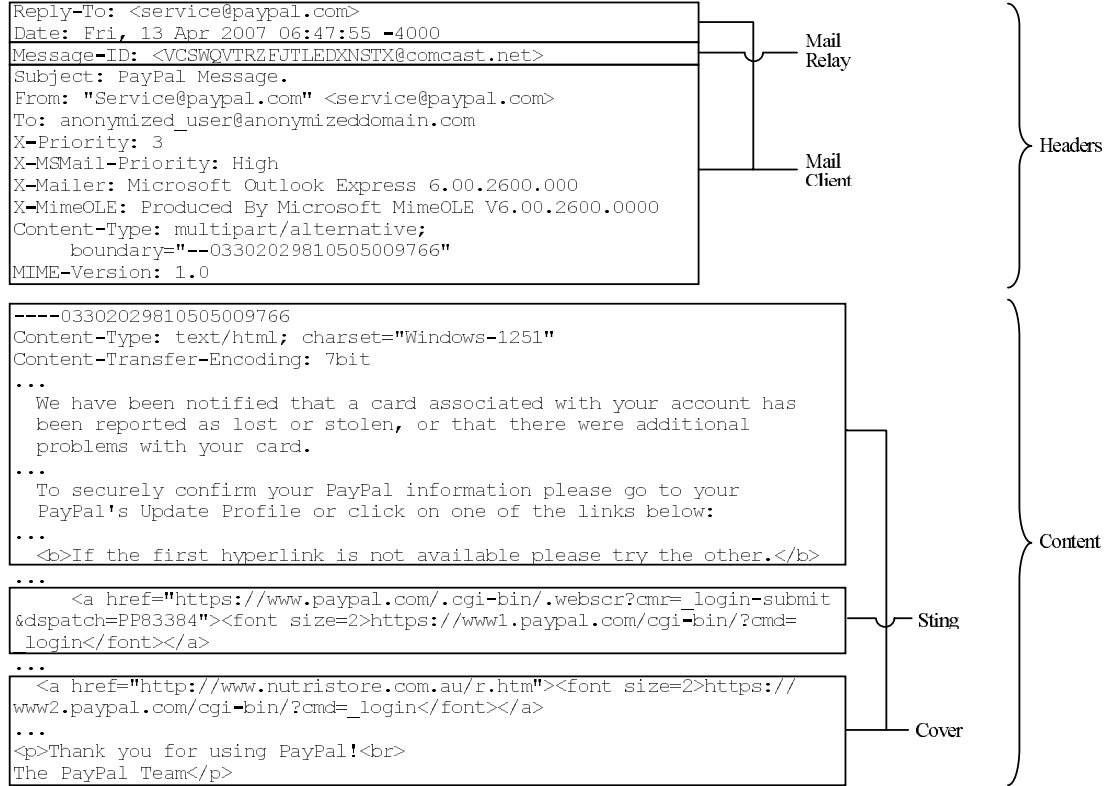 Reply-To: <service@paypal.com>
Date: Fri, 13 Apr 2007 06:47:55 -4000
Message-ID: <VCSWQVTRZFJTLEDXNSTX@comcast.net>
Subject: PayPal Message.
From: "Service@paypal.com" <service@paypal.com>
To: anonymized_user@anonymizeddomain.com
X-Priority: 3
X-MSMail-Priority: High
X-Mailer: Microsoft Outlook Express 6.00.2600.000
X-MimeOLE: Produced By Microsoft MimeOLE V6.00.2600.0000
Content-Type: multipart/alternative;
boundary="--03302029810505009766"
MIME-Version: 1.0
Mail
Relay
Mail
Client
Headers
----03302029810505009766
Content-Type: text/html; charset="Windows-1251"
Content-Transfer-Encoding: 7bit
...
We have been notified that a card associated with your account has
been reported as lost or stolen, or that there were additional
problems with your card.
...
To securely confirm your PayPal information please go to your
PayPal's Update Profile or click on one of the links below:
...
<b>If the first hyperlink is not available please try the other.</b>
...
<a href="https://www.paypal.com/.cgi-bin/.webscr?cmr=_login-submit
&dspatch=PP83384"><font size=2>https://www1.paypal.com/cgi-bin/?cmd=
_login</font></a>
...
<a href="http://www.nutristore.com.au/r.htm"><font size=2>https://
www2.paypal.com/cgi-bin/?cmd=_login</font></a>
...
<p>Thank you for using PayPal!<br>
The PayPal Team</p>
Content
Sting
Cover